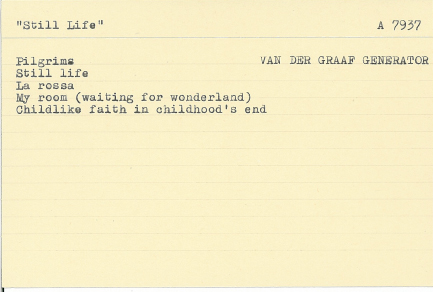 "Still Life" A 7937
Pilgrims VAN DER GRAAF GENERATOR
Still life
La rossa
My room (waiting for wonderland)
Childlike faith in childhood's end